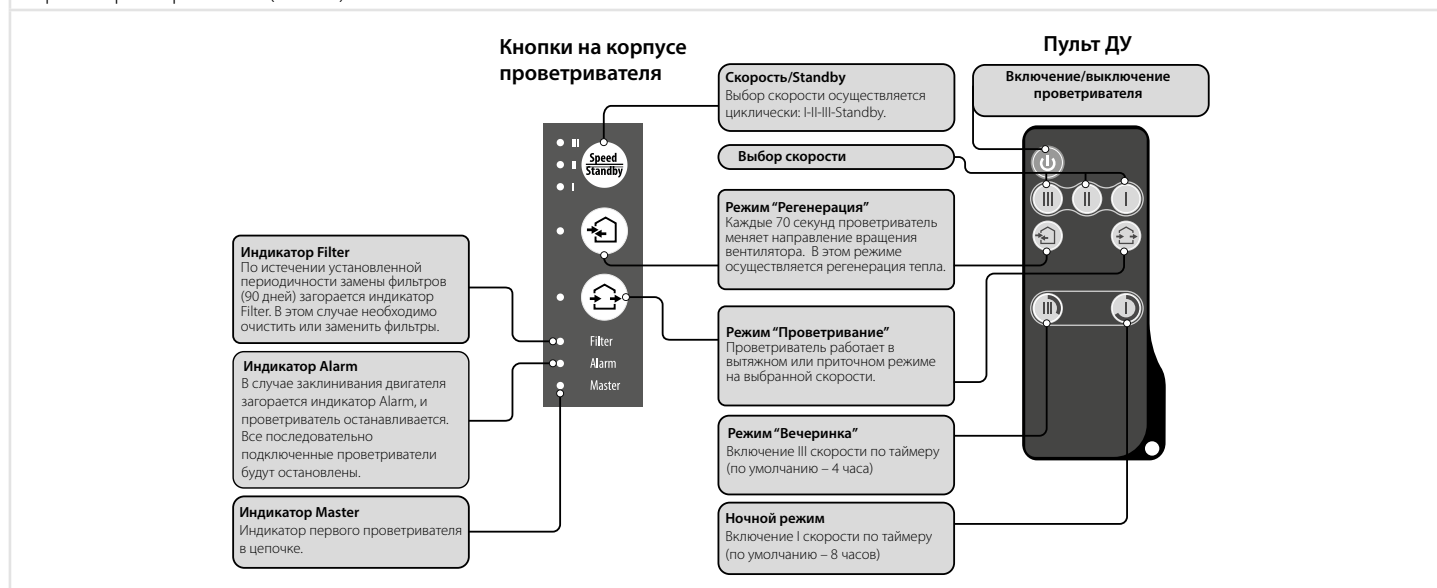 Кнопки на корпусе
проветривателя
Пульт ДУ
Скорость/Standby
Выбор скорости осуществляется
циклически: I-II-III-Standby.
Включение/выключение
проветривателя
III
II
I
Speed
Standby
Выбор скорости
III
II
I
Режим “Регенерация”
Каждые 70 секунд проветриватель
меняет направление вращения
вентилятора. В этом режиме
осуществляется регенерация тепла.
Индикатор Filter
По истечении установленной
периодичности замены фильтров
(90 дней) загорается индикатор
Filter. В этом случае необходимо
очистить или заменить фильтры.
Filter
Alarm
Master
Режим “Проветривание”
Проветриватель работает в
вытяжном или приточном режиме
на выбранной скорости.
III
I
Индикатор Alarm
В случае заклинивания двигателя
загорается индикатор Alarm, и
проветриватель останавливается.
Все последовательно
подключенные проветриватели
будут остановлены.
Режим “Вечеринка”
Включение III скорости по таймеру
(по умолчанию – 4 часа)
Индикатор Master
Индикатор первого проветривателя
в цепочке.
Ночной режим
Включение I скорости по таймеру
(по умолчанию – 8 часов)